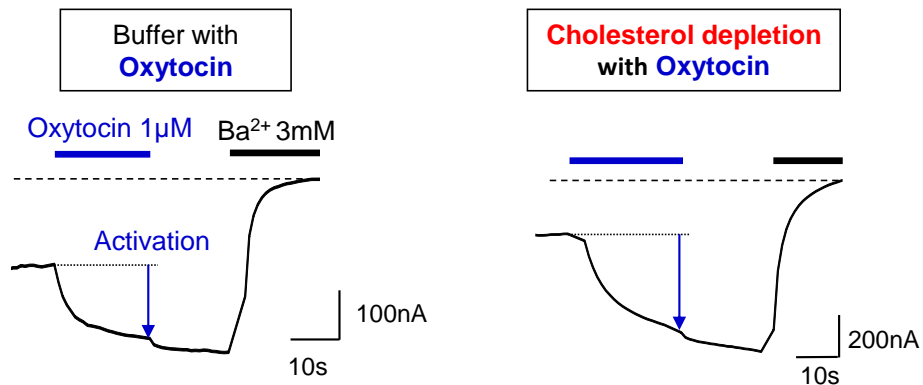 Buffer with
Oxytocin
Cholesterol depletion
with Oxytocin
Oxytocin 1µM
Ba²⁺ 3mM
Activation
100nA
10s
200nA
10s